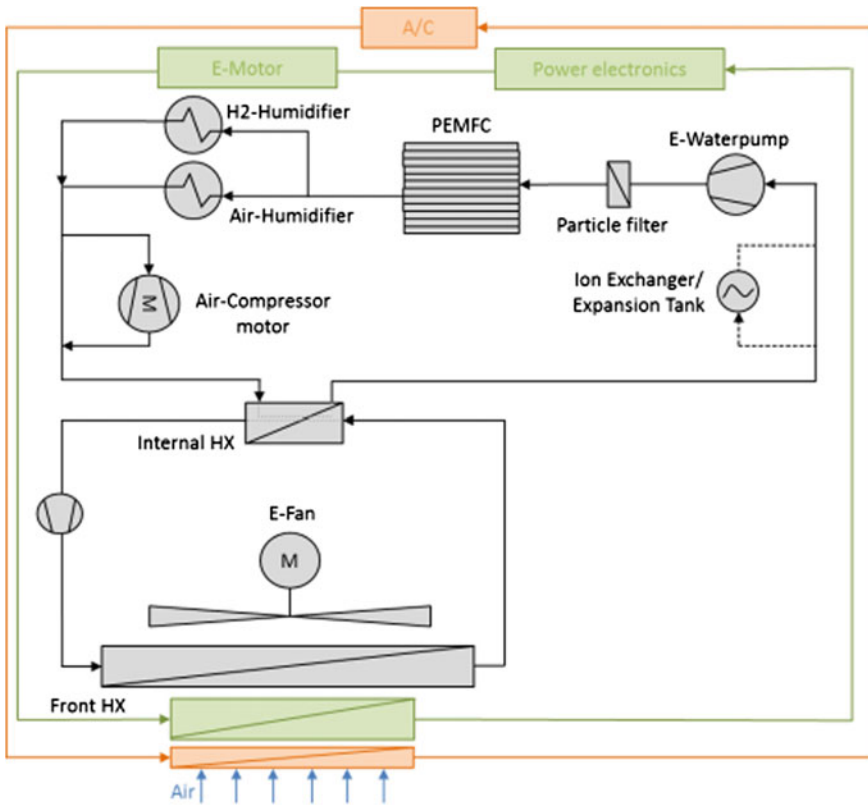 A/C
E-Motor
Power electronics
H2-Humidifier
PEMFC
E-Waterpump
Air-Humidifier
Particle filter
Ion Exchanger/
Expansion Tank
M
Air-Compressor
motor
Internal HX
E-Fan
M
Front HX
Air